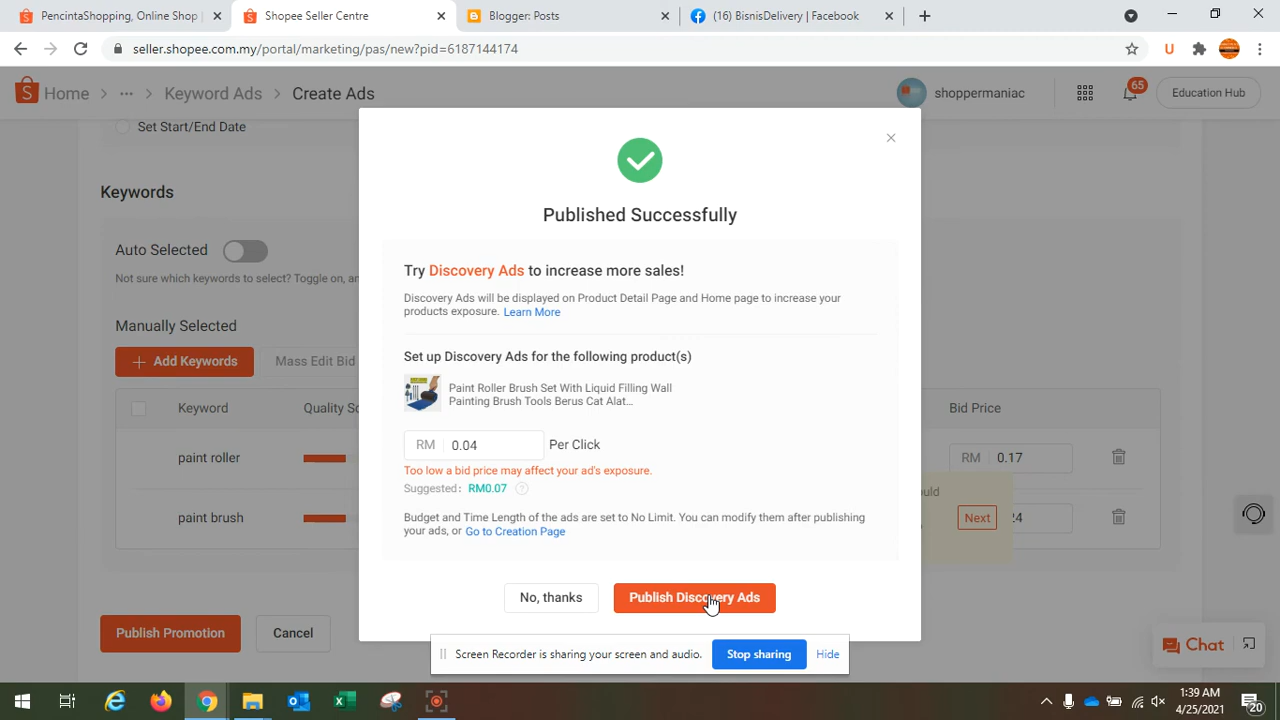 PencintaShopping, Online Shop
Shopee Seller Centre
Blogger: Posts
(16) BisnisDelivery | Facebook
seller.shopee.com.my/portal/marketing/pas/new?pid=6187144174
U
Home > ... > Keyword Ads > Create Ads
shoppermaniac
65
Education Hub
Set Start/End Date
Keywords
Auto Selected
Not sure which keywords to select? Toggle on, an
Manually Selected
+ Add Keywords
Mass Edit Bid
Keyword
Quality Sc
Bid Price
paint roller
RM 0.17
paint brush
24
ould
Next
Publish Promotion
Cancel
Published Successfully
Try Discovery Ads to increase more sales!
Discovery Ads will be displayed on Product Detail Page and Home page to increase your
products exposure. Learn More
Set up Discovery Ads for the following product(s)
Paint Roller Brush Set With Liquid Filling Wall
Painting Brush Tools Berus Cat Alat...
RM 0.04 Per Click
Too low a bid price may affect your ad's exposure.
Suggested: RM0.07 ?
Budget and Time Length of the ads are set to No Limit. You can modify them after publishing
your ads, or Go to Creation Page
No, thanks
Publish Discovery Ads
Screen Recorder is sharing your screen and audio.
Stop sharing
Hide
Chat
1:39 AM
4/25/2021
20